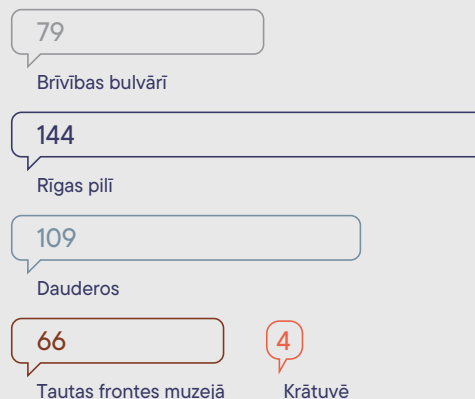 79
Brīvības bulvārī
144
Rīgas pilī
109
Dauderos
66
Tautas frontes muzejā
4
Krātuvē